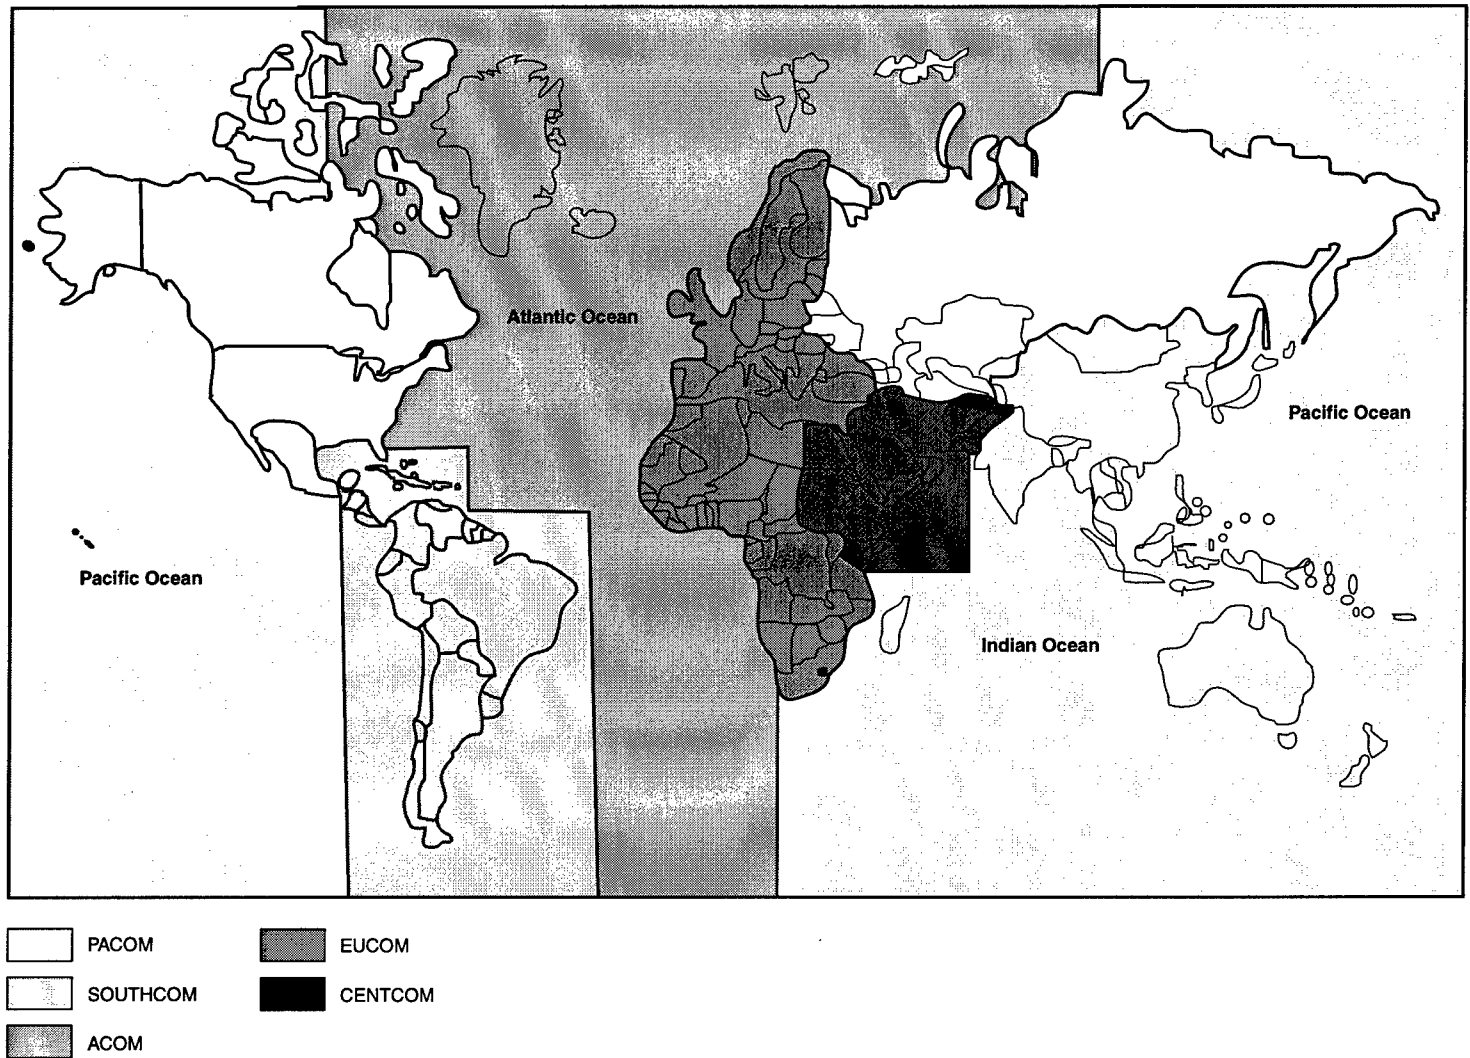 Atlantic Ocean
Pacific Ocean
Pacific Ocean
Indian Ocean
PACOM
SOUTHCOM
ACOM
EUCOM
CENTCOM